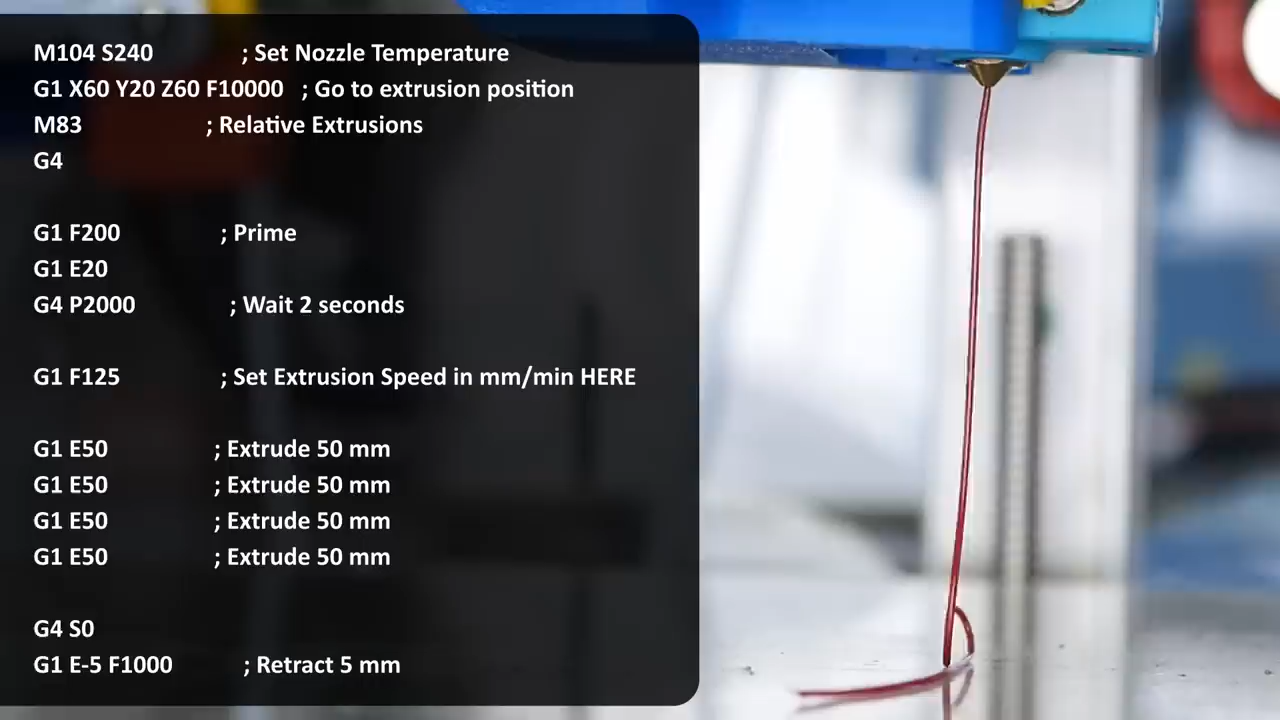 M104 S240 ; Set Nozzle Temperature
G1 X60 Y20 Z60 F10000 ; Go to extrusion position
M83 ; Relative Extrusions
G4
G1 F200 ; Prime
G1 E20
G4 P2000 ; Wait 2 seconds
G1 F125 ; Set Extrusion Speed in mm/min HERE
G1 E50 ; Extrude 50 mm
G1 E50 ; Extrude 50 mm
G1 E50 ; Extrude 50 mm
G1 E50 ; Extrude 50 mm
G4 S0
G1 E-5 F1000 ; Retract 5 mm